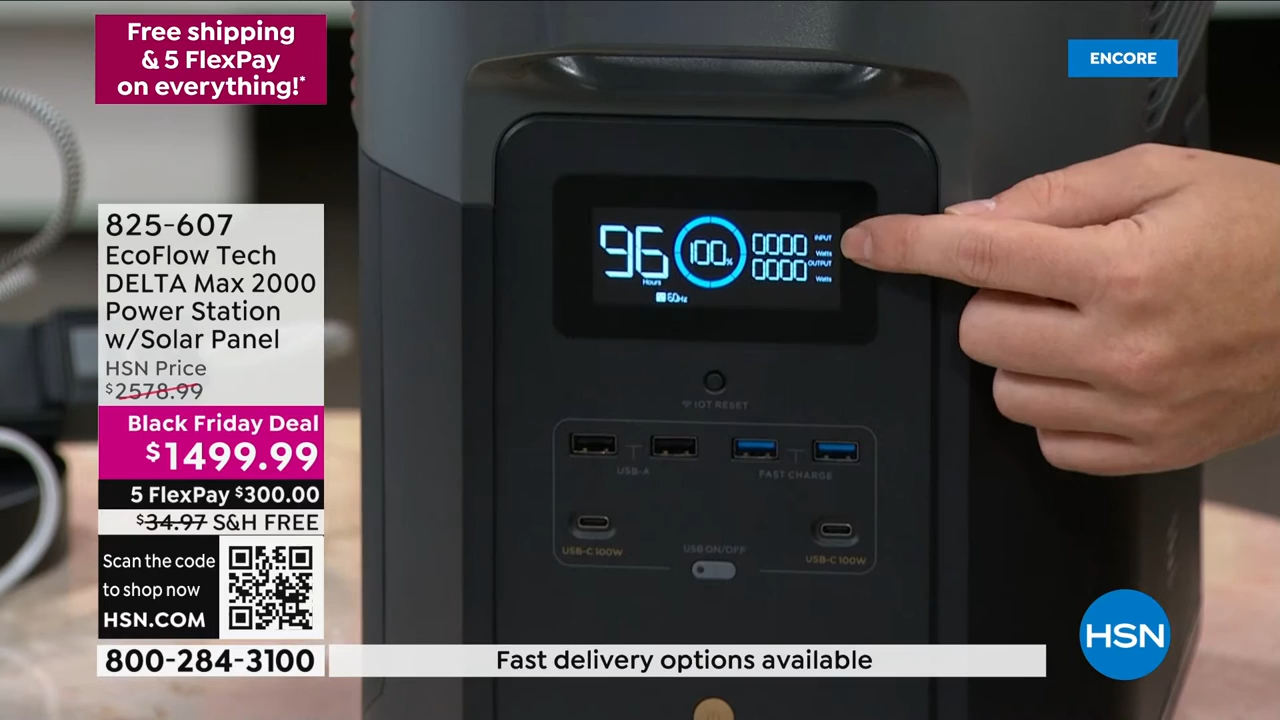 Free shipping
& 5 FlexPay
on everything!*
ENCORE
825-607
EcoFlow Tech
DELTA Max 2000
Power Station
w/Solar Panel
HSN Price
$2578.99
Black Friday Deal
$1499.99
5 FlexPay $300.00
$34.97 S&H FREE
Scan the code
to shop now
HSN.COM
800-284-3100
Fast delivery options available
HSN
96
Hours
100%
0000 INPUT
Watts
0000 OUTPUT
Watts
60Hz
IOT RESET
USB-A
FAST CHARGE
USB-C 100W
USB ON/OFF
USB-C 100W